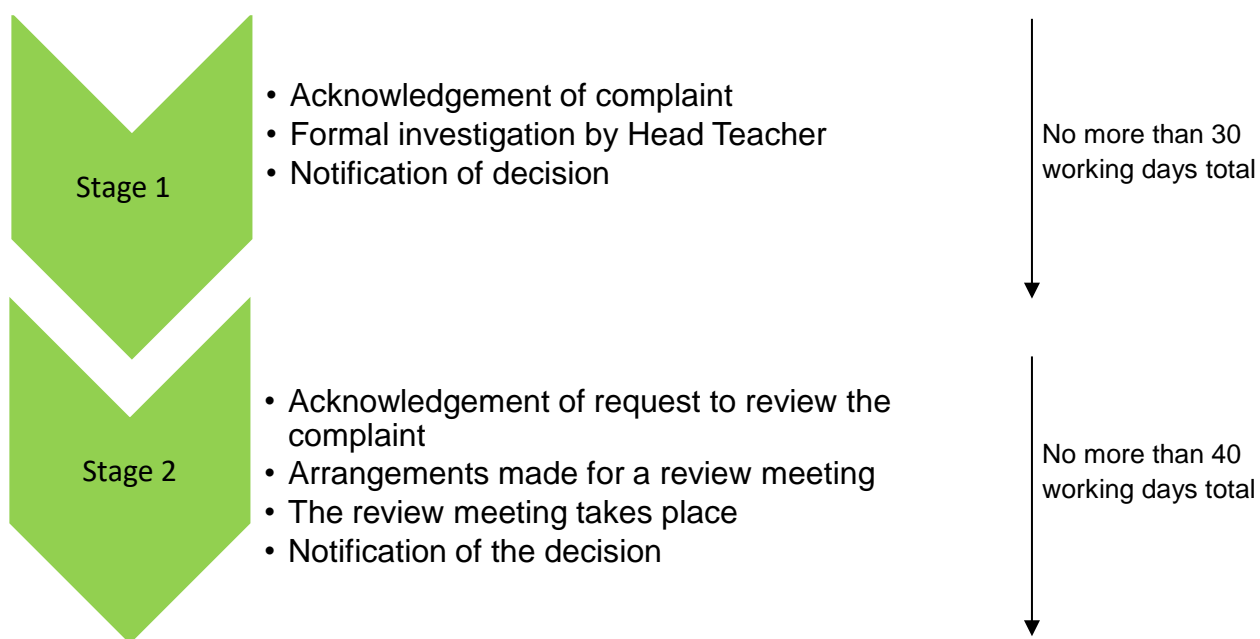 Stage 1
• Acknowledgement of complaint
• Formal investigation by Head Teacher
• Notification of decision
No more than 30
working days total
Stage 2
• Acknowledgement of request to review the
complaint
• Arrangements made for a review meeting
• The review meeting takes place
• Notification of the decision
No more than 40
working days total